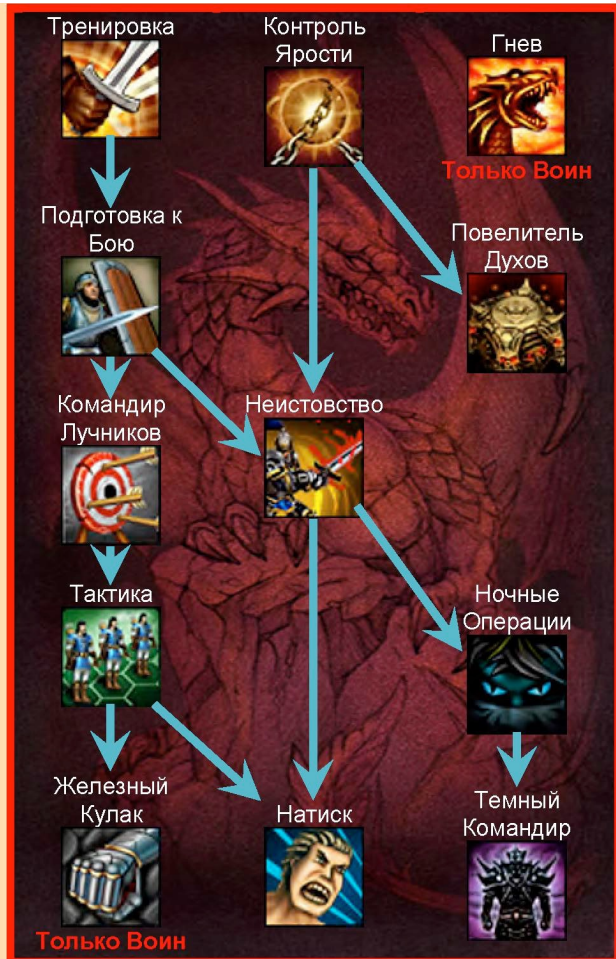 Тренировка
Контроль
Ярости
Гнев
Только Воин
Подготовка к
Бою
Повелитель
Духов
Командир
Лучников
Неистовство
Тактика
Ночные
Операции
Железный
Кулак
Только Воин
Натиск
Темный
Командир